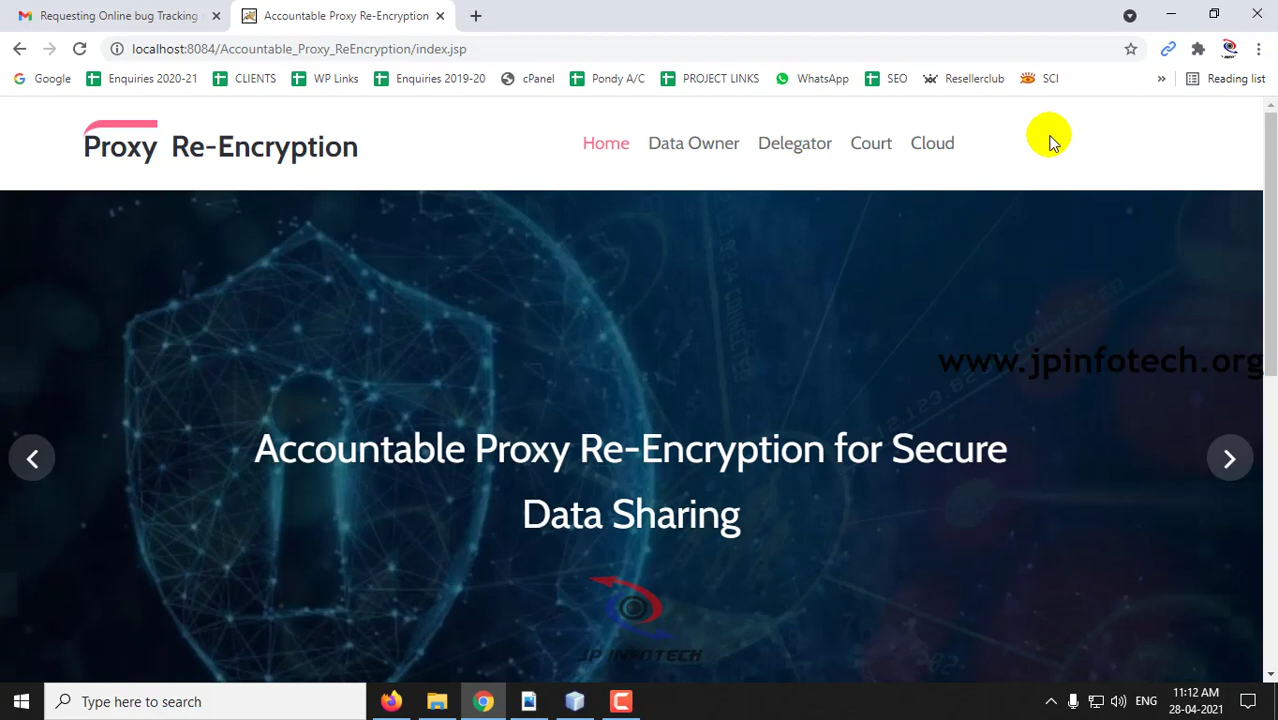 Requesting Online bug Tracking
Accountable Proxy Re-Encryption
localhost:8084/Accountable_Proxy_ReEncryption/index.jsp
Google Enquiries 2020-21 CLIENTS WP Links Enquiries 2019-20 cPanel Pondy A/C PROJECT LINKS WhatsApp SEO Resellerclub SCI » Reading list
Proxy Re-Encryption
Home Data Owner Delegator Court Cloud
www.jpinfotech.org
Accountable Proxy Re-Encryption for Secure
Data Sharing
JP INFOTECH
Type here to search
ENG
11:12 AM
28-04-2021